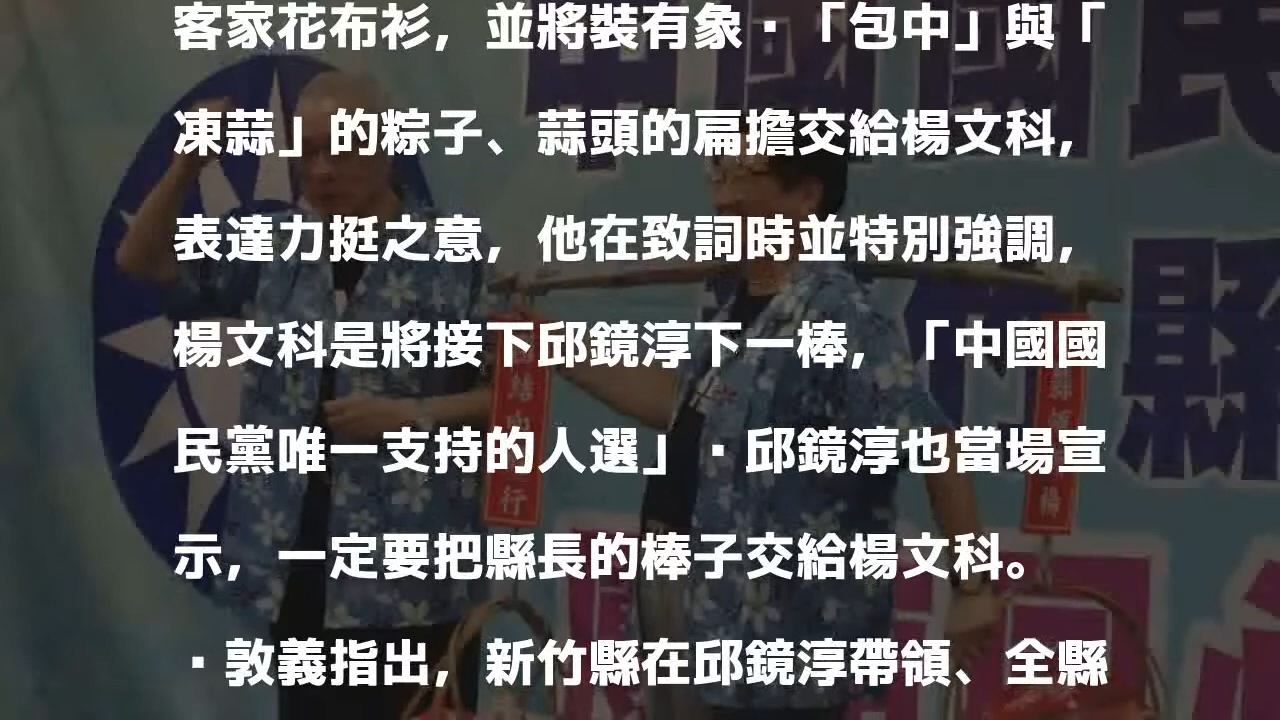 客家花布衫，並將裝有象▪「包中」與「
凍蒜」的粽子、蒜頭的扁擔交給楊文科，
表達力挺之意，他在致詞時並特別強調，
楊文科是將接下邱鏡淳下一棒，「中國國
民黨唯一支持的人選」▪邱鏡淳也當場宣
示，一定要把縣長的棒子交給楊文科。
▪敦義指出，新竹縣在邱鏡淳帶領、全縣